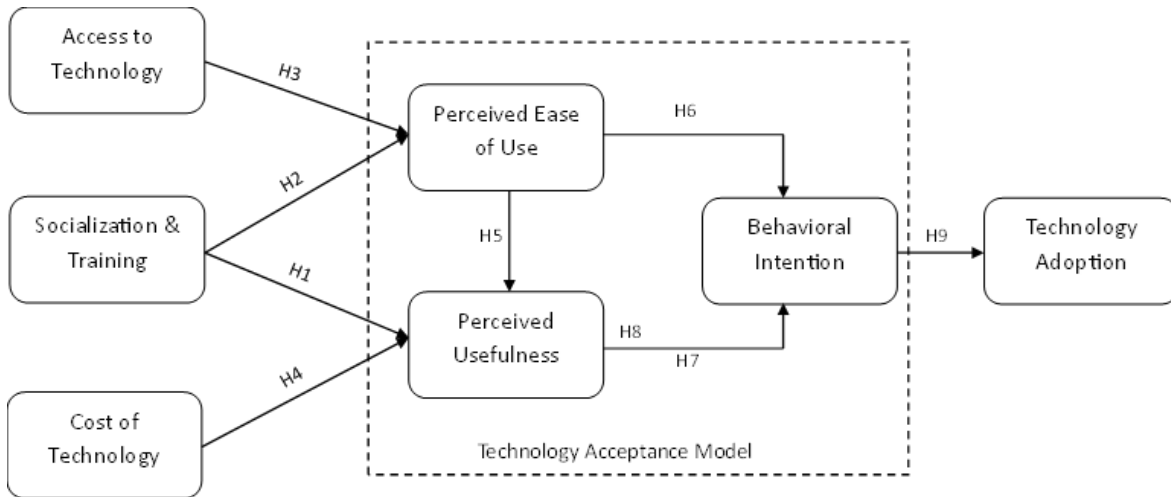 Access to
Technology
H3
Perceived Ease
of Use
H6
H2
Socialization &
Training
H5
Behavioral
Intention
H9
Technology
Adoption
H1
Perceived
Usefulness
H8
H7
H4
Cost of
Technology
Technology Acceptance Model